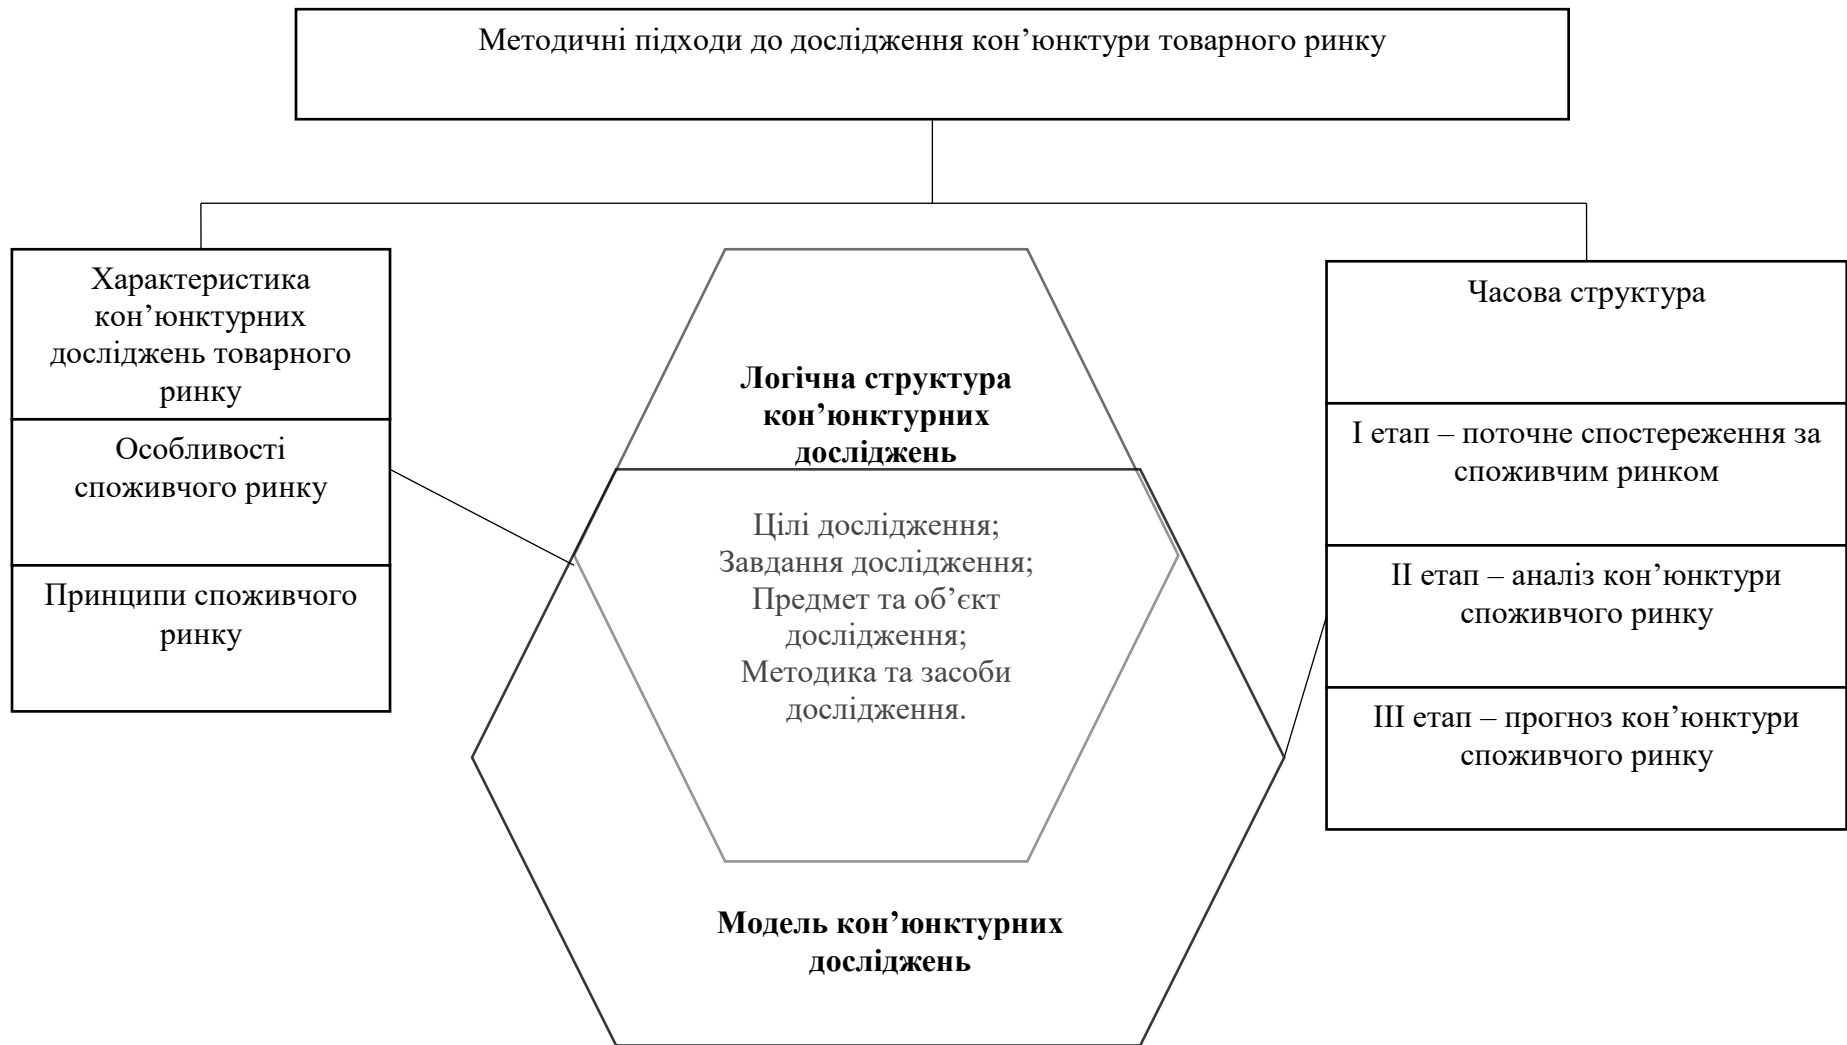 Методичні підходи до дослідження кон’юнктури товарного ринку
Характеристика
кон’юнктурних
досліджень товарного
ринку
Особливості
споживчого ринку
Принципи споживчого
ринку
Логічна структура
кон’юнктурних
досліджень
Цілі дослідження;
Завдання дослідження;
Предмет та об’єкт
дослідження;
Методика та засоби
дослідження.
Модель кон’юнктурних
досліджень
Часова структура
І етап – поточне спостереження за
споживчим ринком
ІІ етап – аналіз кон’юнктури
споживчого ринку
ІІІ етап – прогноз кон’юнктури
споживчого ринку